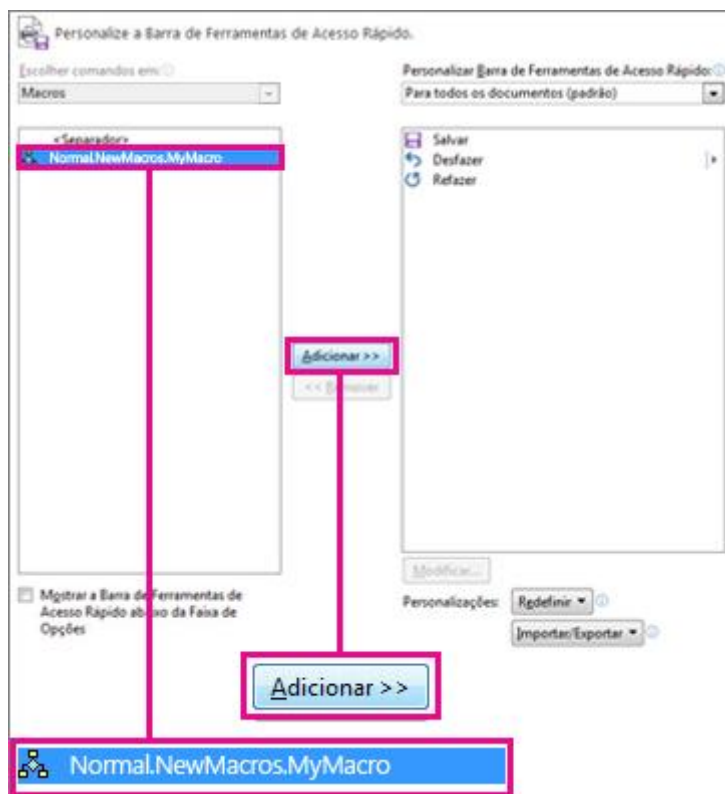 Personalize a Barra de Ferramentas de Acesso Rápido.
Escolher comandos em:
Macros
Personalizar Barra de Ferramentas de Acesso Rápido:
Para todos os documentos (padrão)
<Separador>
Normal.NewMacros.MyMacro
Salvar
Desfazer
Refazer
Adicionar >>
<< Remover
Modificar...
Mostrar a Barra de Ferramentas de
Acesso Rápido abaixo da Faixa de
Opções
Personalizações:
Redefinir
Importar/Exportar
Adicionar >>
Normal.NewMacros.MyMacro